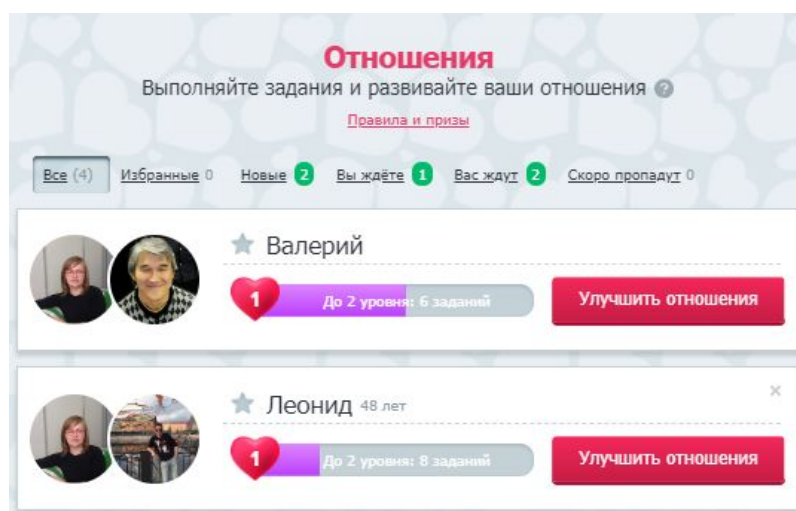 Отношения
Выполняйте задания и развивайте ваши отношения ?
Правила и призы
Все (4) Избранные 0 Новые 2 Вы ждёте 1 Вас ждут 2 Скоро пропадут 0
Валерий
1 До 2 уровня: 6 заданий Улучшить отношения
Леонид 48 лет
1 До 2 уровня: 8 заданий Улучшить отношения